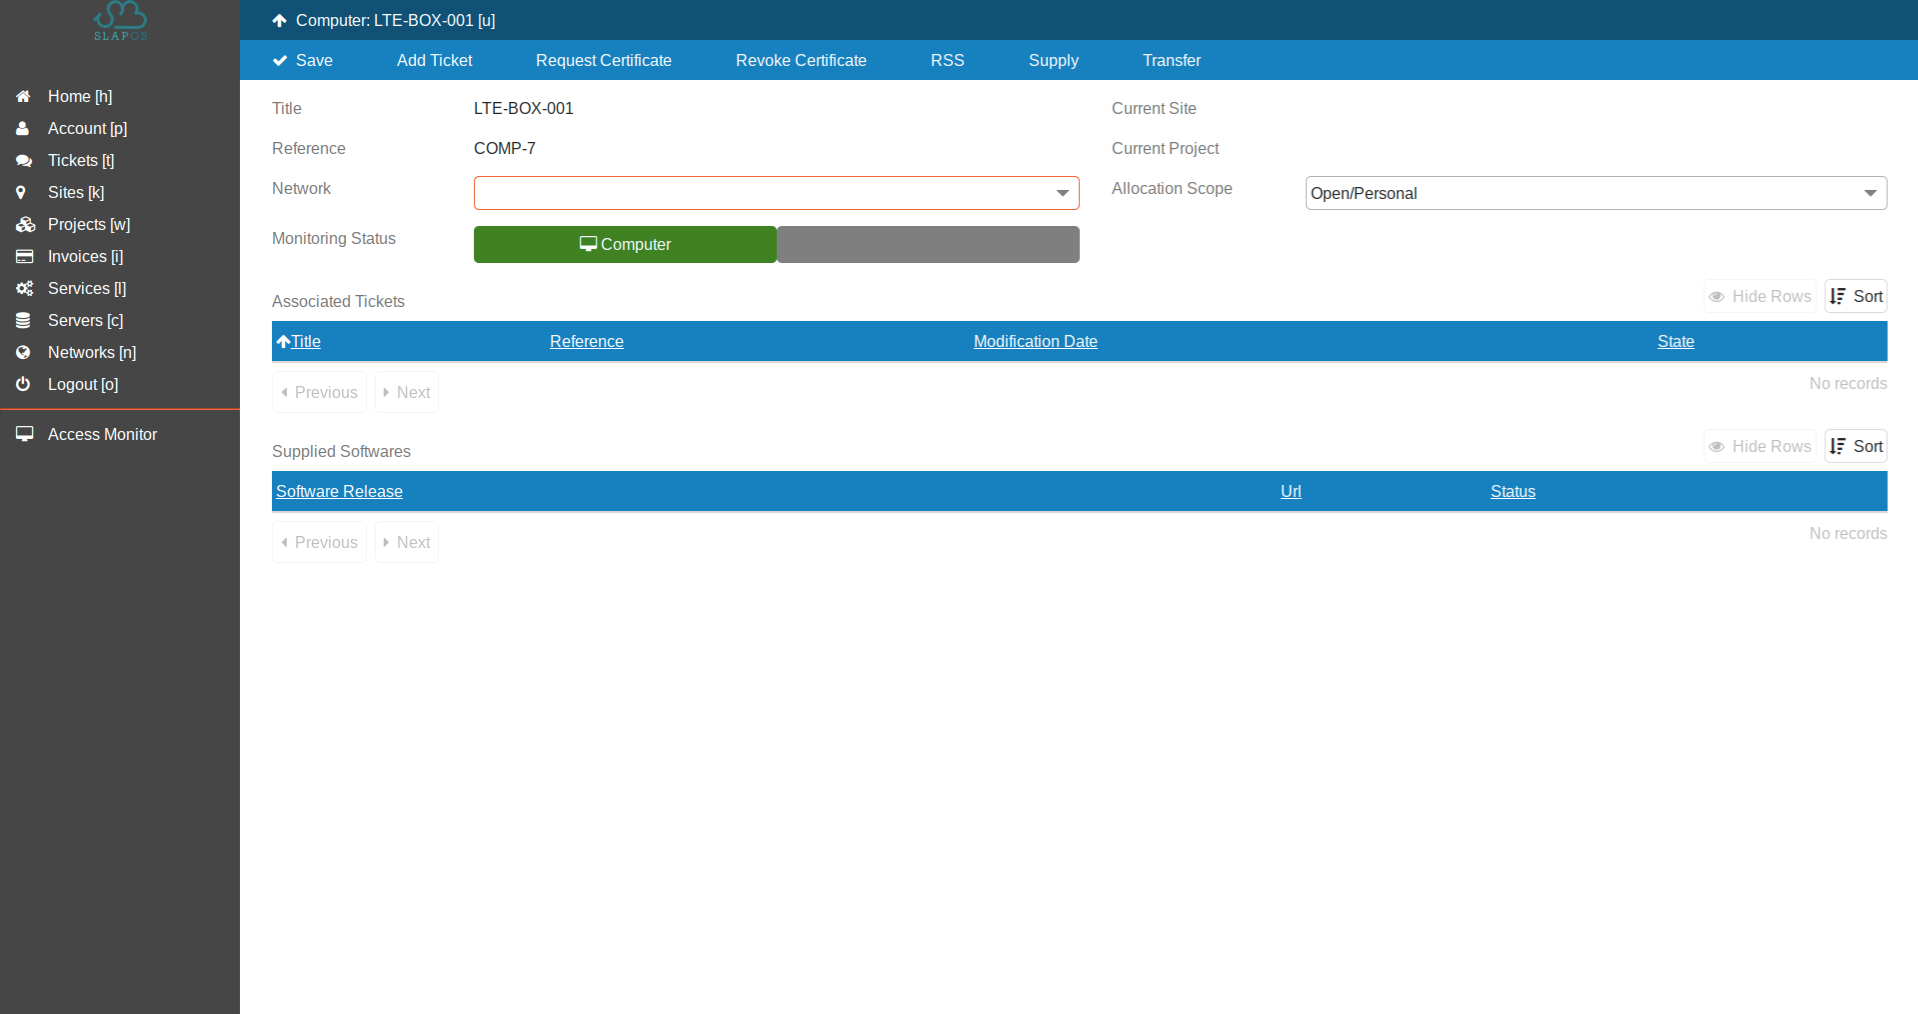 SLAPOS
Home [h]
Account [p]
Tickets [t]
Sites [k]
Projects [w]
Invoices [i]
Services [l]
Servers [c]
Networks [n]
Logout [o]
Access Monitor
Computer: LTE-BOX-001 [u]
Save Add Ticket Request Certificate Revoke Certificate RSS Supply Transfer
Title LTE-BOX-001 Current Site
Reference COMP-7 Current Project
Network Allocation Scope Open/Personal
Monitoring Status Computer
Associated Tickets Hide Rows Sort
Title Reference Modification Date State
Previous Next No records
Supplied Softwares Hide Rows Sort
Software Release Url Status
Previous Next No records